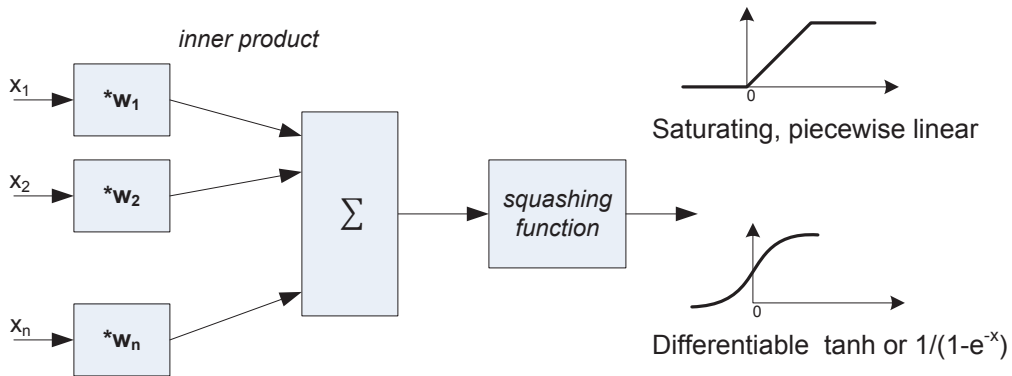 inner product
x1
*w1
x2
*w2
xn
*wn
∑
squashing
function
0
Saturating, piecewise linear
0
Differentiable tanh or 1/(1-e^-x)